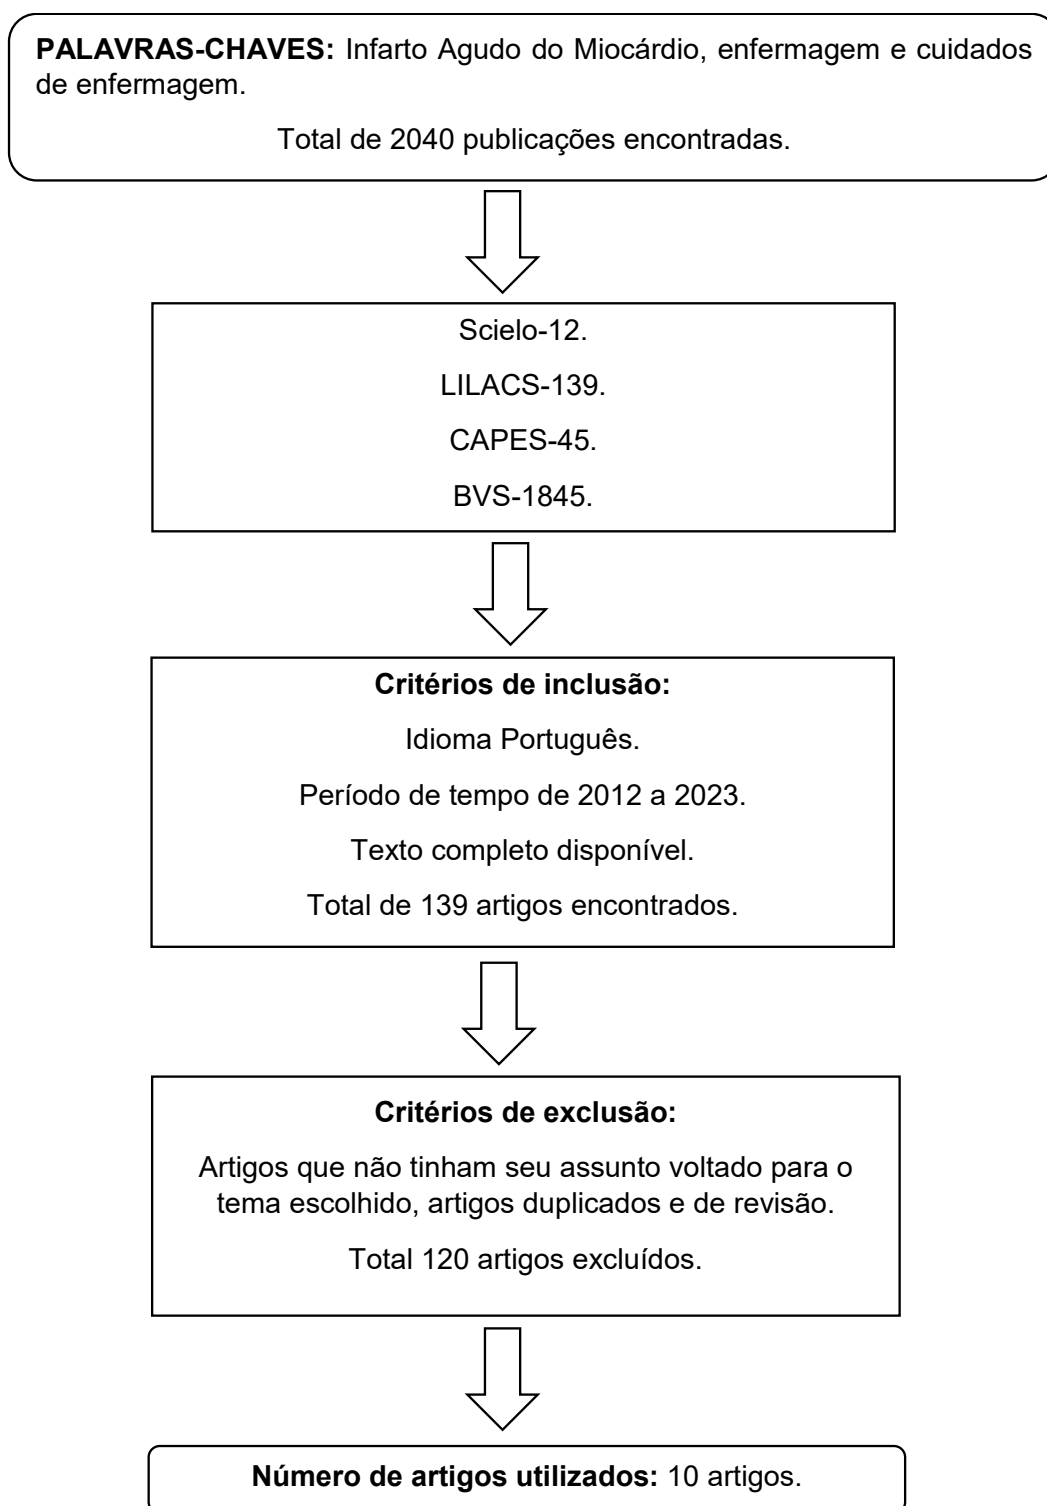 PALAVRAS-CHAVES: Infarto Agudo do Miocárdio, enfermagem e cuidados
de enfermagem.
Total de 2040 publicações encontradas.
Scielo-12.
LILACS-139.
CAPES-45.
BVS-1845.
Critérios de inclusão:
Idioma Português.
Período de tempo de 2012 a 2023.
Texto completo disponível.
Total de 139 artigos encontrados.
Critérios de exclusão:
Artigos que não tinham seu assunto voltado para o
tema escolhido, artigos duplicados e de revisão.
Total 120 artigos excluídos.
Número de artigos utilizados: 10 artigos.